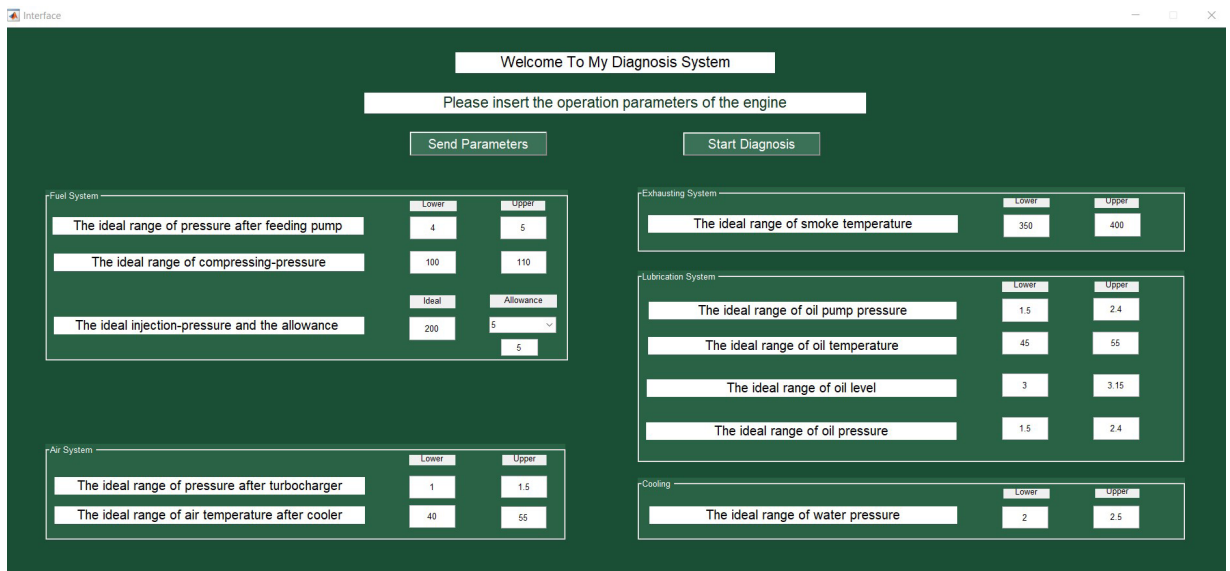 Interface
Welcome To My Diagnosis System
Please insert the operation parameters of the engine
Send Parameters Start Diagnosis
Fuel System
Lower Upper
The ideal range of pressure after feeding pump 4 5
The ideal range of compressing-pressure 100 110
Ideal Allowance
The ideal injection-pressure and the allowance 200 5
5
Air System
Lower Upper
The ideal range of pressure after turbocharger 1 1.5
The ideal range of air temperature after cooler 40 55
Exhausting System
Lower Upper
The ideal range of smoke temperature 350 400
Lubrication System
Lower Upper
The ideal range of oil pump pressure 1.5 2.4
The ideal range of oil temperature 45 55
The ideal range of oil level 3 3.15
The ideal range of oil pressure 1.5 2.4
Cooling
Lower Upper
The ideal range of water pressure 2 2.5